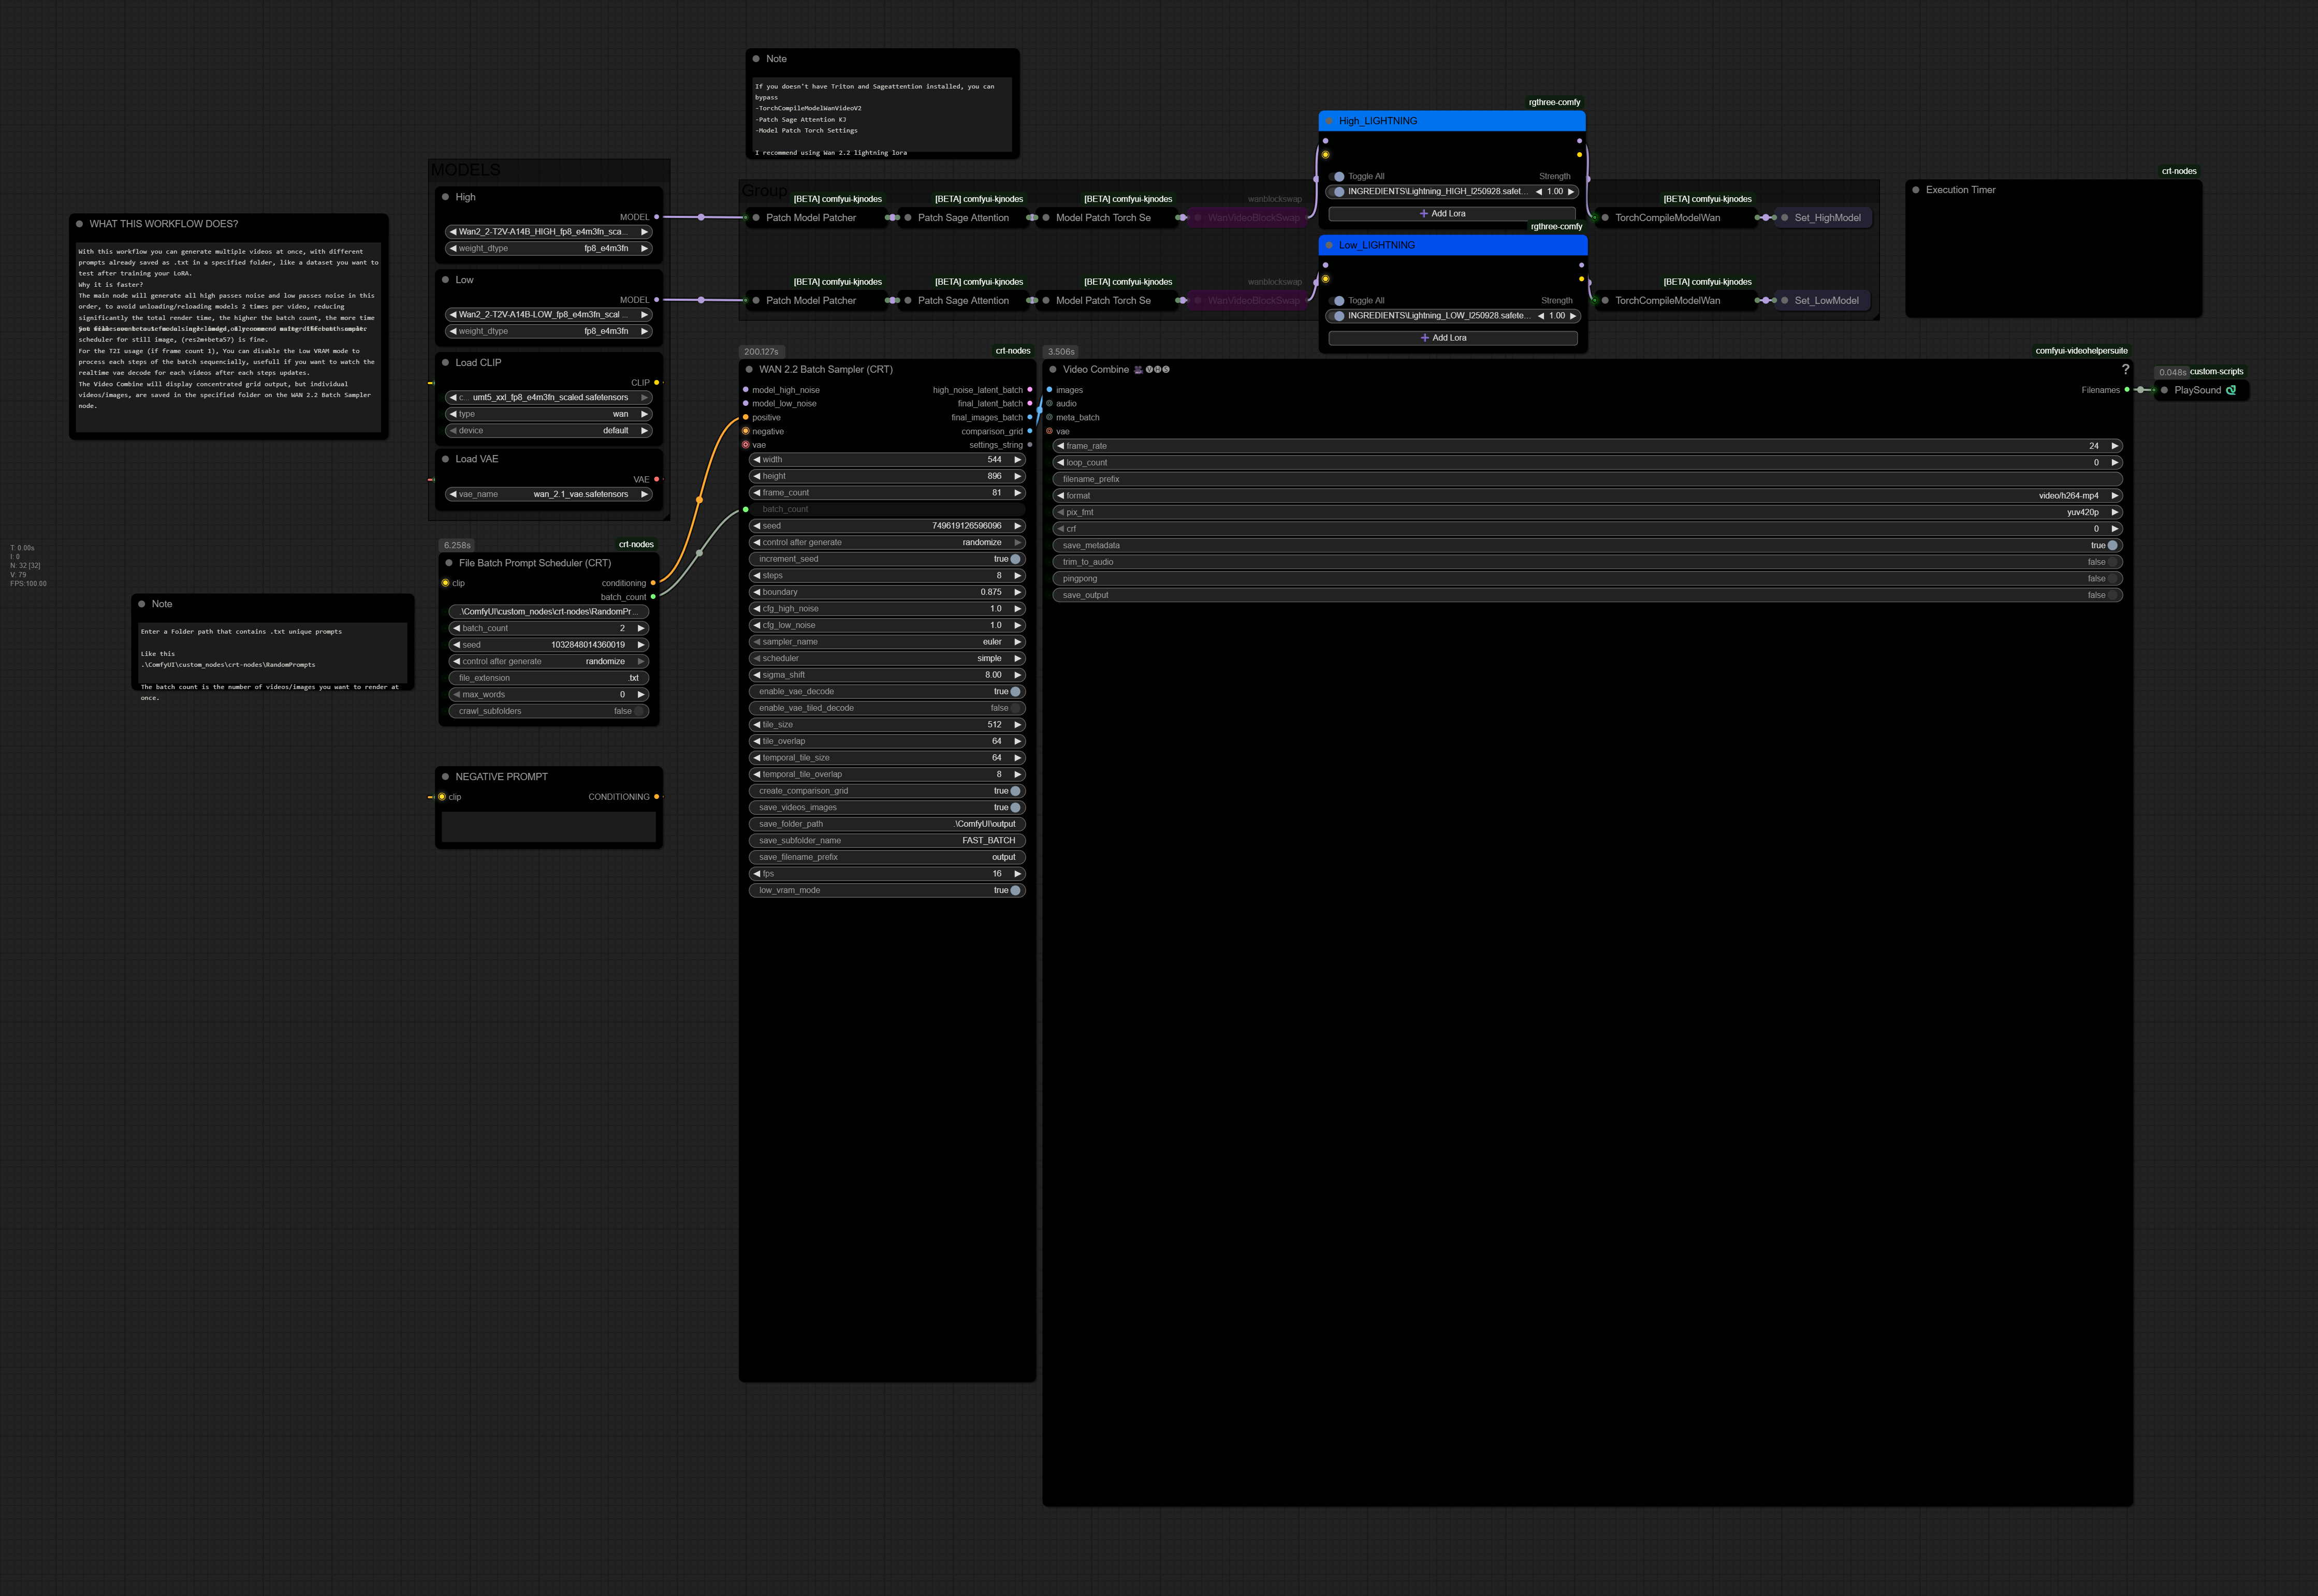 Note
If you doesn't have Triton and Sageattention installed, you can
bypass
-TorchCompileModelWanVideoV2
-Patch Sage Attention KJ
-Model Patch Torch Settings
I recommend using Wan 2.2 lightning lora
WHAT THIS WORKFLOW DOES?
With this workflow you can generate multiple videos at once, with different
prompts already saved as .txt in a specified folder, like a dataset you want to
test after training your LoRA.
Why it is faster?
The main node will generate all high passes noise and low passes noise in this
order, to avoid unloading/reloading models 2 times per video, reducing
significantly the total render time, the higher the batch count, the more time
scheduler for still image, (res2m+beta57) is fine.
For the T2I usage (if frame count 1), You can disable the Low VRAM mode to
process each steps of the batch sequencially, usefull if you want to watch the
realtime vae decode for each videos after each steps updates.
The Video Combine will display concentrated grid output, but individual
videos/images, are saved in the specified folder on the WAN 2.2 Batch Sampler
node.
MODELS
High
MODEL
Wan2_2-T2V-A14B_HIGH_fp8_e4m3fn_sca...
weight_dtype fp8_e4m3fn
Low
MODEL
Wan2_2-T2V-A14B-LOW_fp8_e4m3fn_scal ...
weight_dtype fp8_e4m3fn
Load CLIP
CLIP
c... umt5_xxl_fp8_e4m3fn_scaled.safetensors
type wan
device default
Load VAE
VAE
vae_name wan_2.1_vae.safetensors
Group
[BETA] comfyui-kjnodes
Patch Model Patcher
[BETA] comfyui-kjnodes
Patch Sage Attention
[BETA] comfyui-kjnodes
Model Patch Torch Se
wanblockswap
WanVideoBlockSwap
rgthree-comfy
High_LIGHTNING
Toggle All Strength
INGREDIENTS\Lightning_HIGH_I250928.safet... 1.00
Add Lora
[BETA] comfyui-kjnodes
TorchCompileModelWan
Set_HighModel
[BETA] comfyui-kjnodes
Patch Model Patcher
[BETA] comfyui-kjnodes
Patch Sage Attention
[BETA] comfyui-kjnodes
Model Patch Torch Se
wanblockswap
WanVideoBlockSwap
rgthree-comfy
Low_LIGHTNING
Toggle All Strength
INGREDIENTS\Lightning_LOW_I250928.safete... 1.00
Add Lora
[BETA] comfyui-kjnodes
TorchCompileModelWan
Set_LowModel
crt-nodes
Execution Timer
T: 0.00s
I: 0
N: 32 [32]
V: 79
FPS:100.00
Note
Enter a Folder path that contains .txt unique prompts
Like this
.\ComfyUI\custom_nodes\crt-nodes\RandomPrompts
The batch count is the number of videos/images you want to render at
once.
6.258s crt-nodes
File Batch Prompt Scheduler (CRT)
clip conditioning
batch_count
.\ComfyUI\custom_nodes\crt-nodes\RandomPr ...
batch_count 2
seed 1032848014360019
control after generate randomize
file_extension .txt
max_words 0
crawl_subfolders false
NEGATIVE PROMPT
clip CONDITIONING
200.127s crt-nodes
WAN 2.2 Batch Sampler (CRT)
model_high_noise high_noise_latent_batch
model_low_noise final_latent_batch
positive final_images_batch
negative comparison_grid
vae settings_string
width 544
height 896
frame_count 81
batch_count
seed 749619126596096
control after generate randomize
increment_seed true
steps 8
boundary 0.875
cfg_high_noise 1.0
cfg_low_noise 1.0
sampler_name euler
scheduler simple
sigma_shift 8.00
enable_vae_decode true
enable_vae_tiled_decode false
tile_size 512
tile_overlap 64
temporal_tile_size 64
temporal_tile_overlap 8
create_comparison_grid true
save_videos_images true
save_folder_path .\ComfyUI\output
save_subfolder_name FAST_BATCH
save_filename_prefix output
fps 16
low_vram_mode true
3.506s comfyui-videohelpersuite
Video Combine 🎥🅥🅗🅢 ?
images Filenames
audio
meta_batch
vae
frame_rate 24
loop_count 0
filename_prefix
format video/h264-mp4
pix_fmt yuv420p
crf 0
save_metadata true
trim_to_audio false
pingpong false
save_output false
0.048s custom-scripts
PlaySound